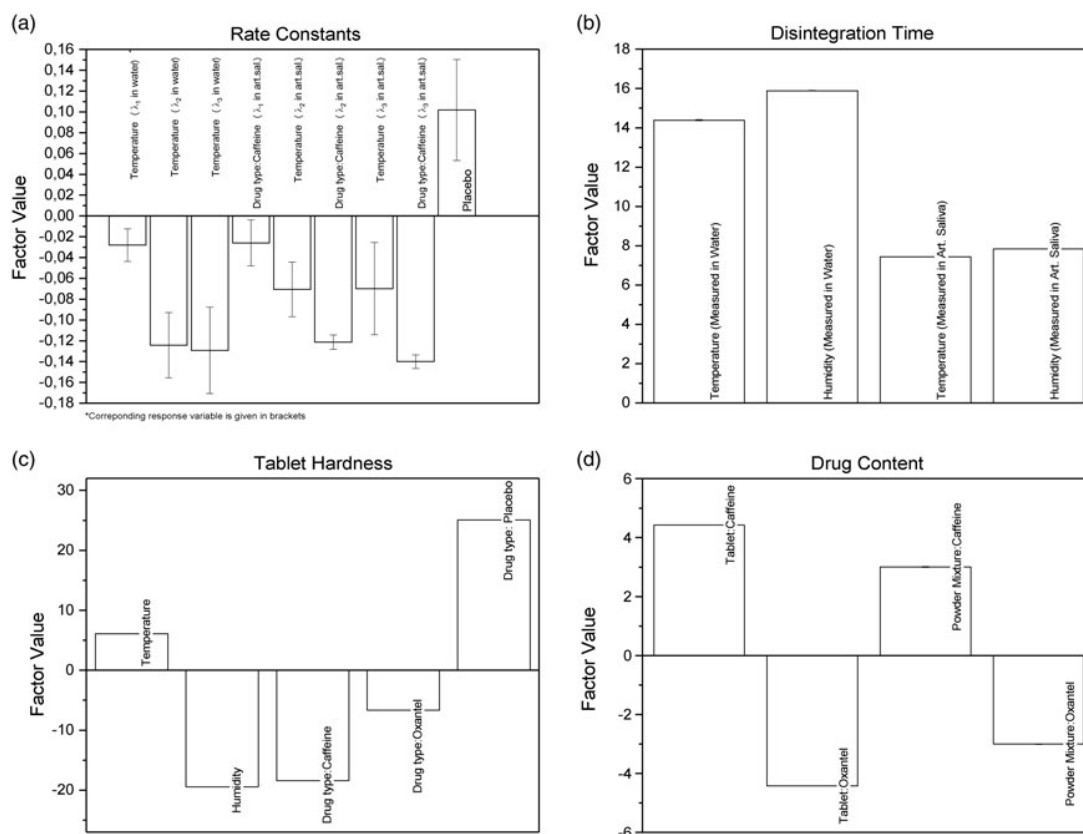 (a)
Rate Constants
Factor Value
0,16
0,14
0,12
0,10
0,08
0,06
0,04
0,02
0,00
-0,02
-0,04
-0,06
-0,08
-0,10
-0,12
-0,14
-0,16
-0,18
Temperature (λ1 in water)
Temperature (λ2 in water)
Temperature (λ3 in water)
Drug type:Caffeine (λ1 in art.sal.)
Temperature (λ2 in art.sal.)
Drug type:Caffeine (λ2 in art.sal.)
Temperature (λ3 in art.sal.)
Drug type:Caffeine (λ3 in art.sal.)
Placebo
*Correponding response variable is given in brackets
(b)
Disintegration Time
Factor Value
18
16
14
12
10
8
6
4
2
0
Temperature (Measured in Water)
Humidity (Measured in Water)
Temperature (Measured in Art. Saliva)
Humidity (Measured in Art. Saliva)
(c)
Tablet Hardness
Factor Value
30
20
10
0
-10
-20
Temperature
Humidity
Drug type:Caffeine
Drug type:Oxantel
Drug type: Placebo
(d)
Drug Content
Factor Value
6
4
2
0
-2
-4
-6
Tablet:Caffeine
Tablet:Oxantel
Powder Mixture:Caffeine
Powder Mixture:Oxantel